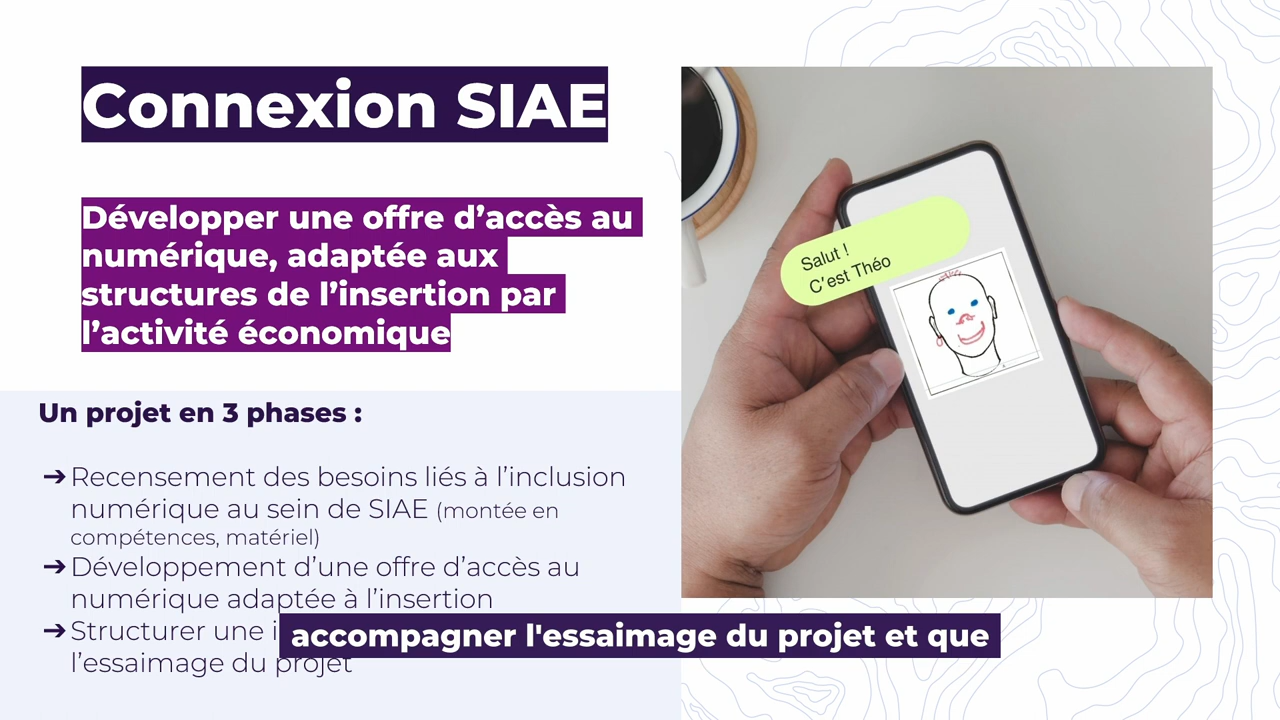 Connexion SIAE
Développer une offre d’accès au
numérique, adaptée aux
structures de l’insertion par
l’activité économique
Un projet en 3 phases :
➔ Recensement des besoins liés à l’inclusion
numérique au sein de SIAE (montée en
compétences, matériel)
➔ Développement d’une offre d’accès au
numérique adaptée à l’insertion
➔ Structurer une
l’essaimage du projet
accompagner l'essaimage du projet et que
Salut !
C’est Théo